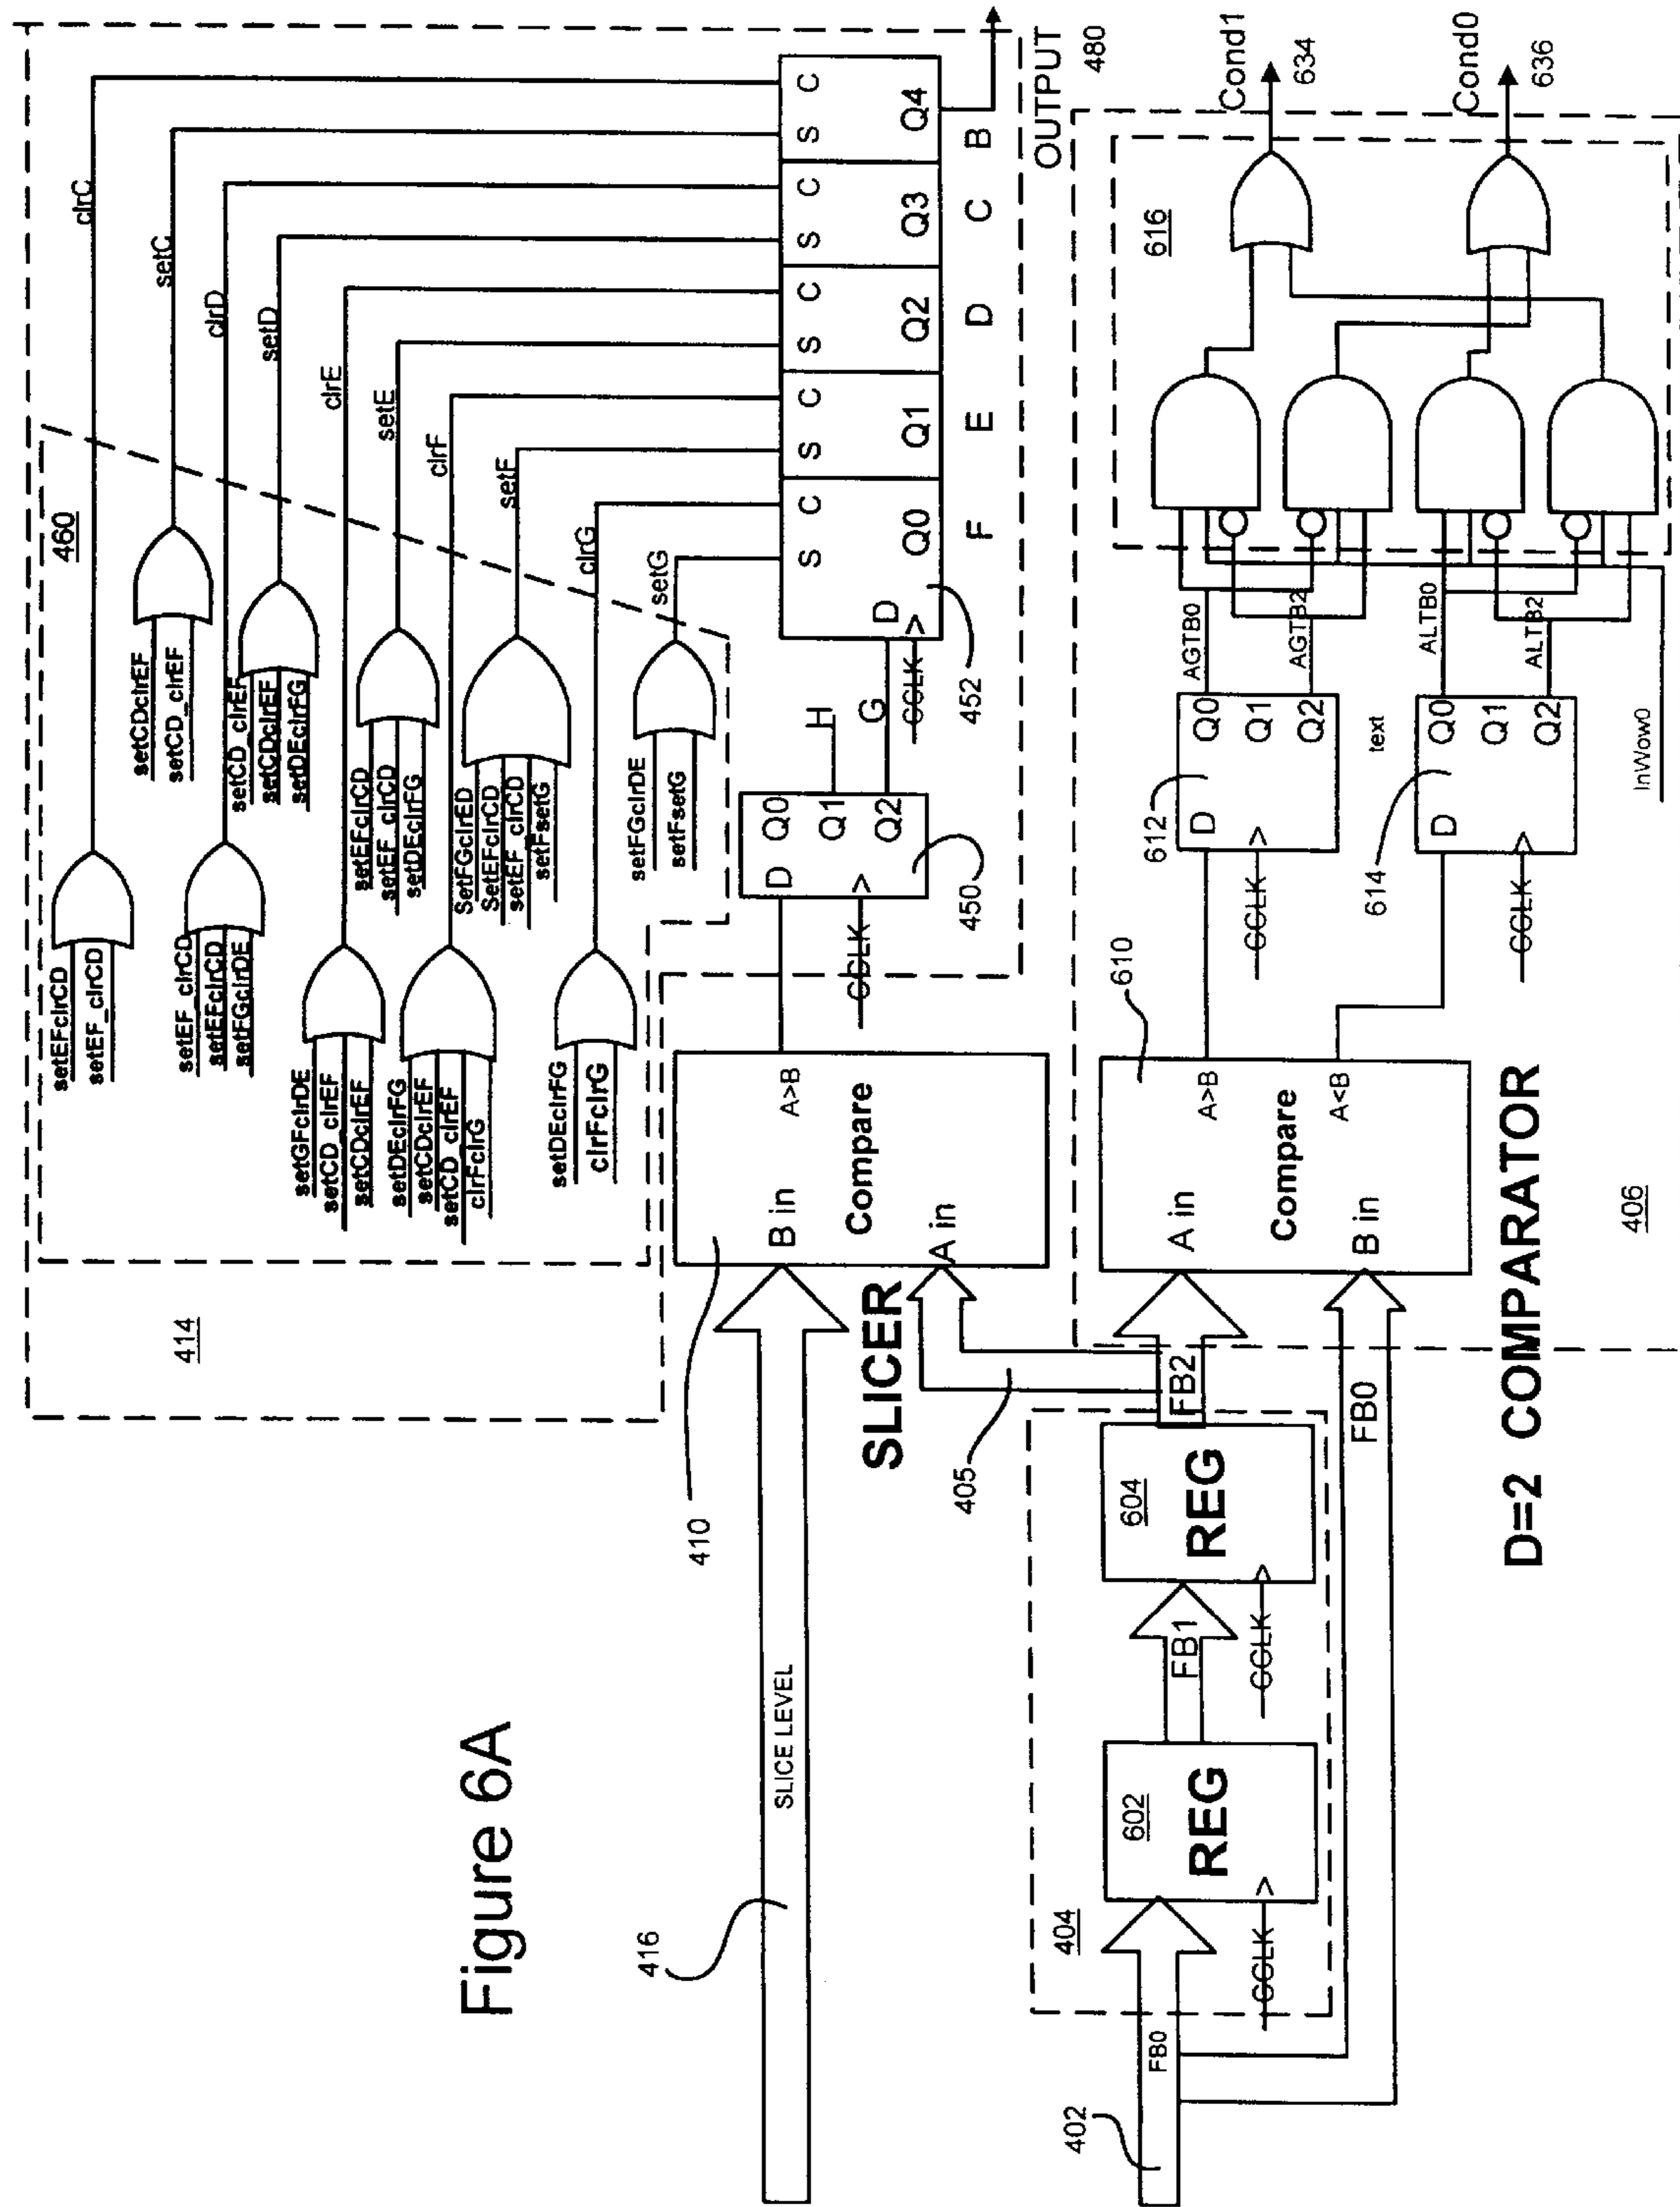 Figure 6A
414
460
setEFclrCD
setEF_clrCD
clrC
setCDclrEF
setCD_clrEF
setC
setEF_clrCD
setEFclrCD
setFGclrDE
clrD
setCD_clrEF
setCDclrEF
setDEclrFG
setD
setGFclrDE
setCD_clrEF
setCDclrEF
clrE
setEFclrCD
setEF_clrCD
setDEclrFG
setE
setDEclrFG
setCDclrEF
setCD_clrEF
clrFclrG
clrF
SetFGclrED
SetEFclrCD
setEF_clrCD
setFsetG
setF
setDEclrFG
clrFclrG
clrG
setFGclrDE
setFsetG
setG
416
SLICE LEVEL
410
B in
A>B
Compare
A in
SLICER
405
D Q0
Q1
Q2
H
G
CCLK
450
S C S C S C S C S C
D
Q0 Q1 Q2 Q3 Q4
CCLK
452
F E D C B
OUTPUT
480
402
FB0
404
602
REG
CCLK
FB1
604
REG
CCLK
FB2
FB0
610
A in
A>B
Compare
A<B
B in
612
D Q0
Q1
Q2
CCLK
AGTB0
AGTB2
text
614
D Q0
Q1
Q2
CCLK
ALTB0
ALTB2
InWow0
616
Cond1
634
Cond0
636
D=2 COMPARATOR
406